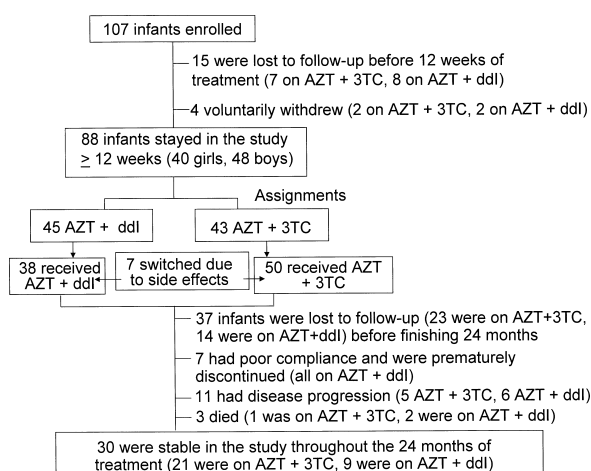 107 infants enrolled
15 were lost to follow-up before 12 weeks of
treatment (7 on AZT + 3TC, 8 on AZT + ddI)
4 voluntarily withdrew (2 on AZT + 3TC, 2 on AZT + ddI)
88 infants stayed in the study
≥ 12 weeks (40 girls, 48 boys)
Assignments
45 AZT + ddI
43 AZT + 3TC
38 received
AZT + ddI
7 switched due
to side effects
50 received AZT
+ 3TC
37 infants were lost to follow-up (23 were on AZT+3TC,
14 were on AZT+ddI) before finishing 24 months
7 had poor compliance and were prematurely
discontinued (all on AZT + ddI)
11 had disease progression (5 AZT + 3TC, 6 AZT + ddI)
3 died (1 was on AZT + 3TC, 2 were on AZT + ddI)
30 were stable in the study throughout the 24 months of
treatment (21 were on AZT + 3TC, 9 were on AZT + ddI)